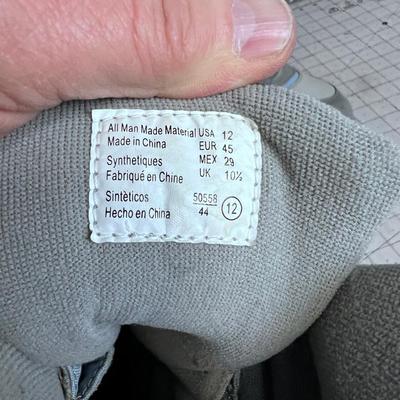 All Man Made Material USA 12
Made in China EUR 45
Synthetiques MEX 29
Fabriqué en Chine UK 10½
Sintèticos 50558
Hecho en China 44 12